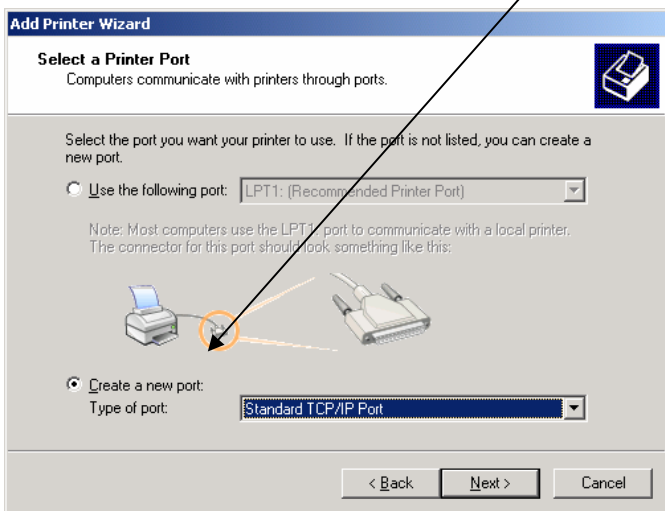 Add Printer Wizard
Select a Printer Port
Computers communicate with printers through ports.
Select the port you want your printer to use. If the port is not listed, you can create a
new port.
Use the following port: LPT1: (Recommended Printer Port)
Note: Most computers use the LPT1: port to communicate with a local printer.
The connector for this port should look something like this:
Create a new port:
Type of port: Standard TCP/IP Port
< Back Next > Cancel